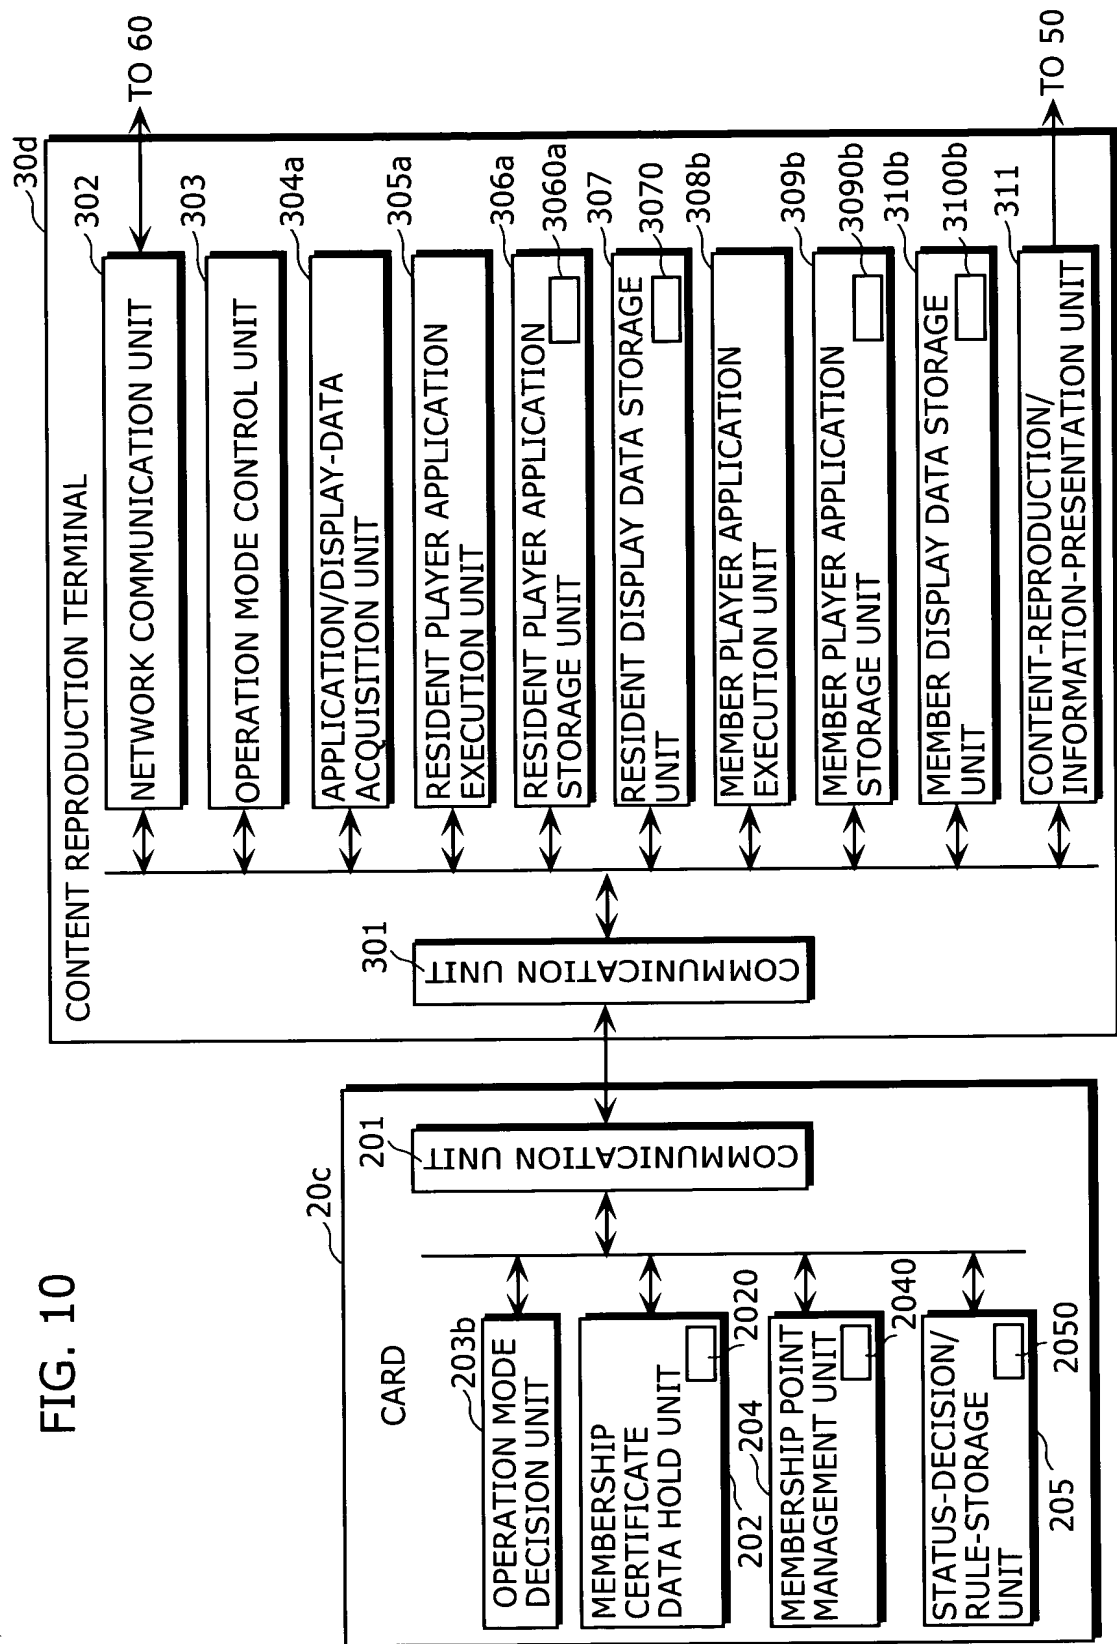 FIG. 10
20c
CARD
203b
OPERATION MODE
DECISION UNIT
MEMBERSHIP
CERTIFICATE
DATA HOLD UNIT
2020
202
204
MEMBERSHIP POINT
MANAGEMENT UNIT
2040
STATUS-DECISION/
RULE-STORAGE
UNIT
2050
205
201
COMMUNICATION
UNIT
30d
CONTENT REPRODUCTION TERMINAL
301
COMMUNICATION
UNIT
302
NETWORK COMMUNICATION UNIT
TO 60
303
OPERATION MODE CONTROL UNIT
304a
APPLICATION/DISPLAY-DATA
ACQUISITION UNIT
305a
RESIDENT PLAYER APPLICATION
EXECUTION UNIT
306a
RESIDENT PLAYER APPLICATION
STORAGE UNIT
3060a
307
RESIDENT DISPLAY DATA STORAGE
UNIT
3070
308b
MEMBER PLAYER APPLICATION
EXECUTION UNIT
309b
MEMBER PLAYER APPLICATION
STORAGE UNIT
3090b
310b
MEMBER DISPLAY DATA STORAGE
UNIT
3100b
311
CONTENT-REPRODUCTION/
INFORMATION-PRESENTATION UNIT
TO 50